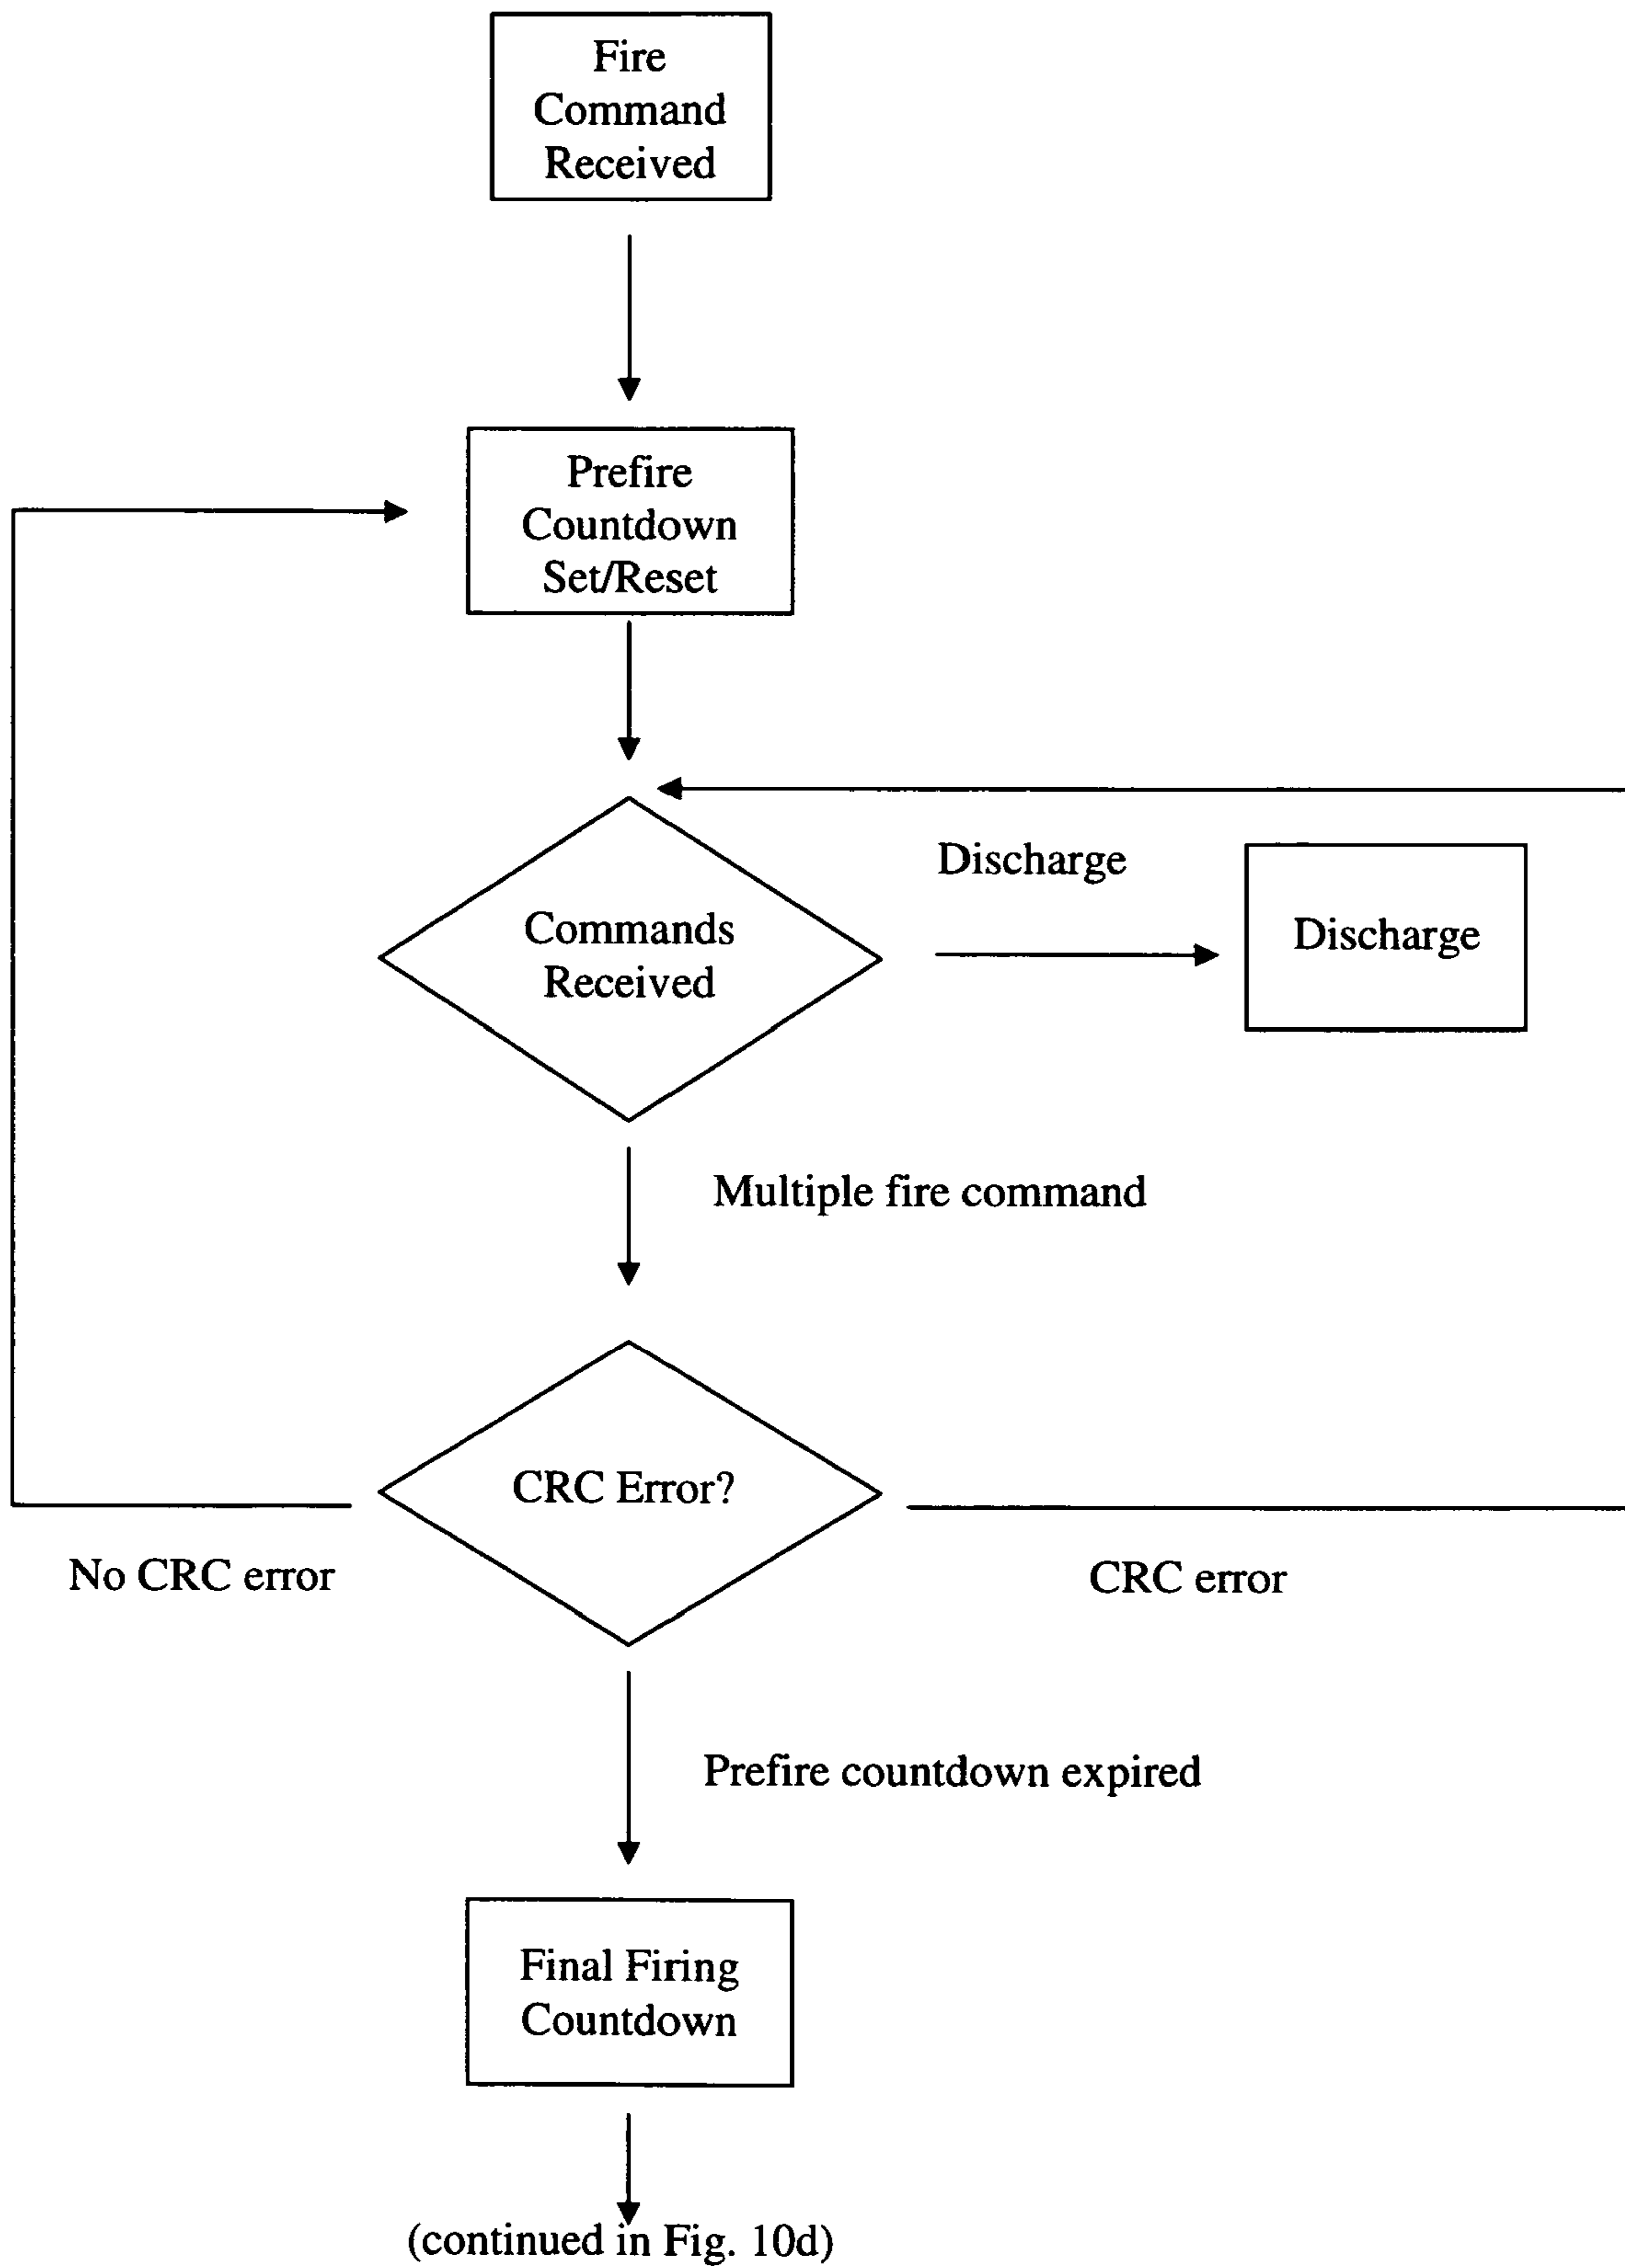 Fire
Command
Received
Prefire
Countdown
Set/Reset
Discharge
Commands
Received
Discharge
Multiple fire command
CRC Error?
No CRC error
CRC error
Prefire countdown expired
Final Firing
Countdown
(continued in Fig. 10d)